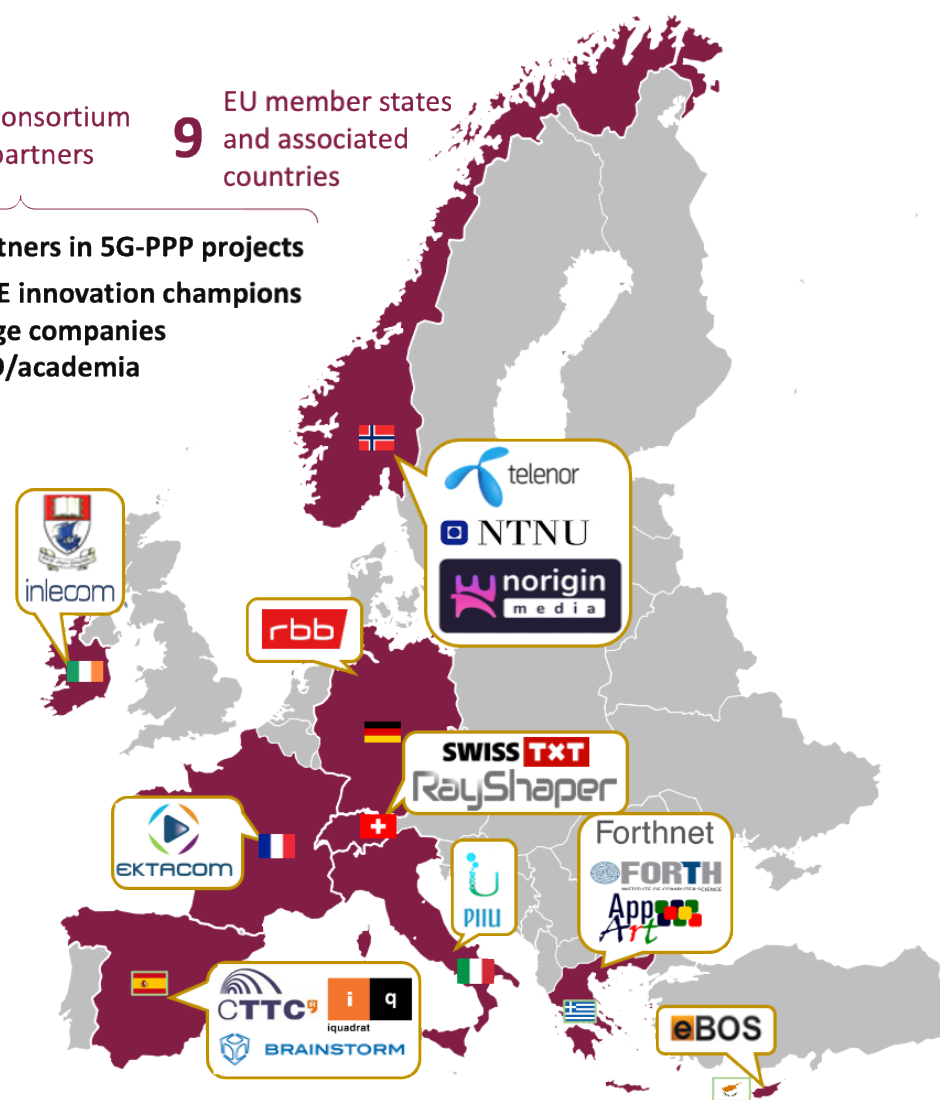 onsortium
partners
9
EU member states
and associated
countries
tners in 5G-PPP projects
E innovation champions
ge companies
O/academia
telenor
NTNU
norigin
media
inlecom
rbb
SWISS TXT
RayShaper
EKTACOM
PIIU
Forthnet
FORTH
INSTITUTE OF COMPUTER SCIENCE
App
Art
CTTC
i q
iquadrat
BRAINSTORM
eBOS